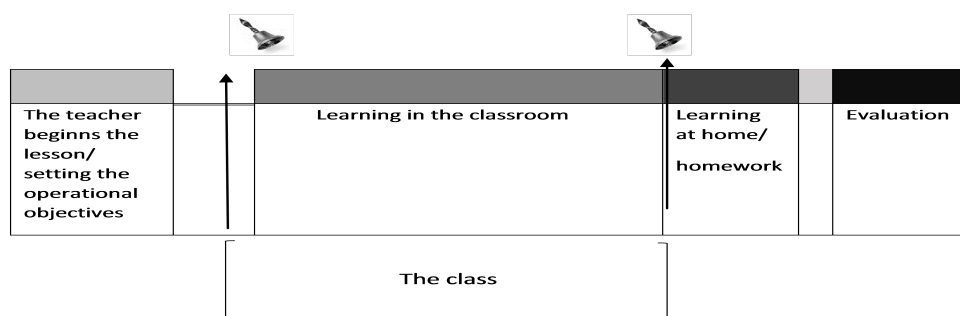 The teacher
beginns the
lesson/
setting the
operational
objectives
Learning in the classroom
Learning
at home/
homework
Evaluation
The class